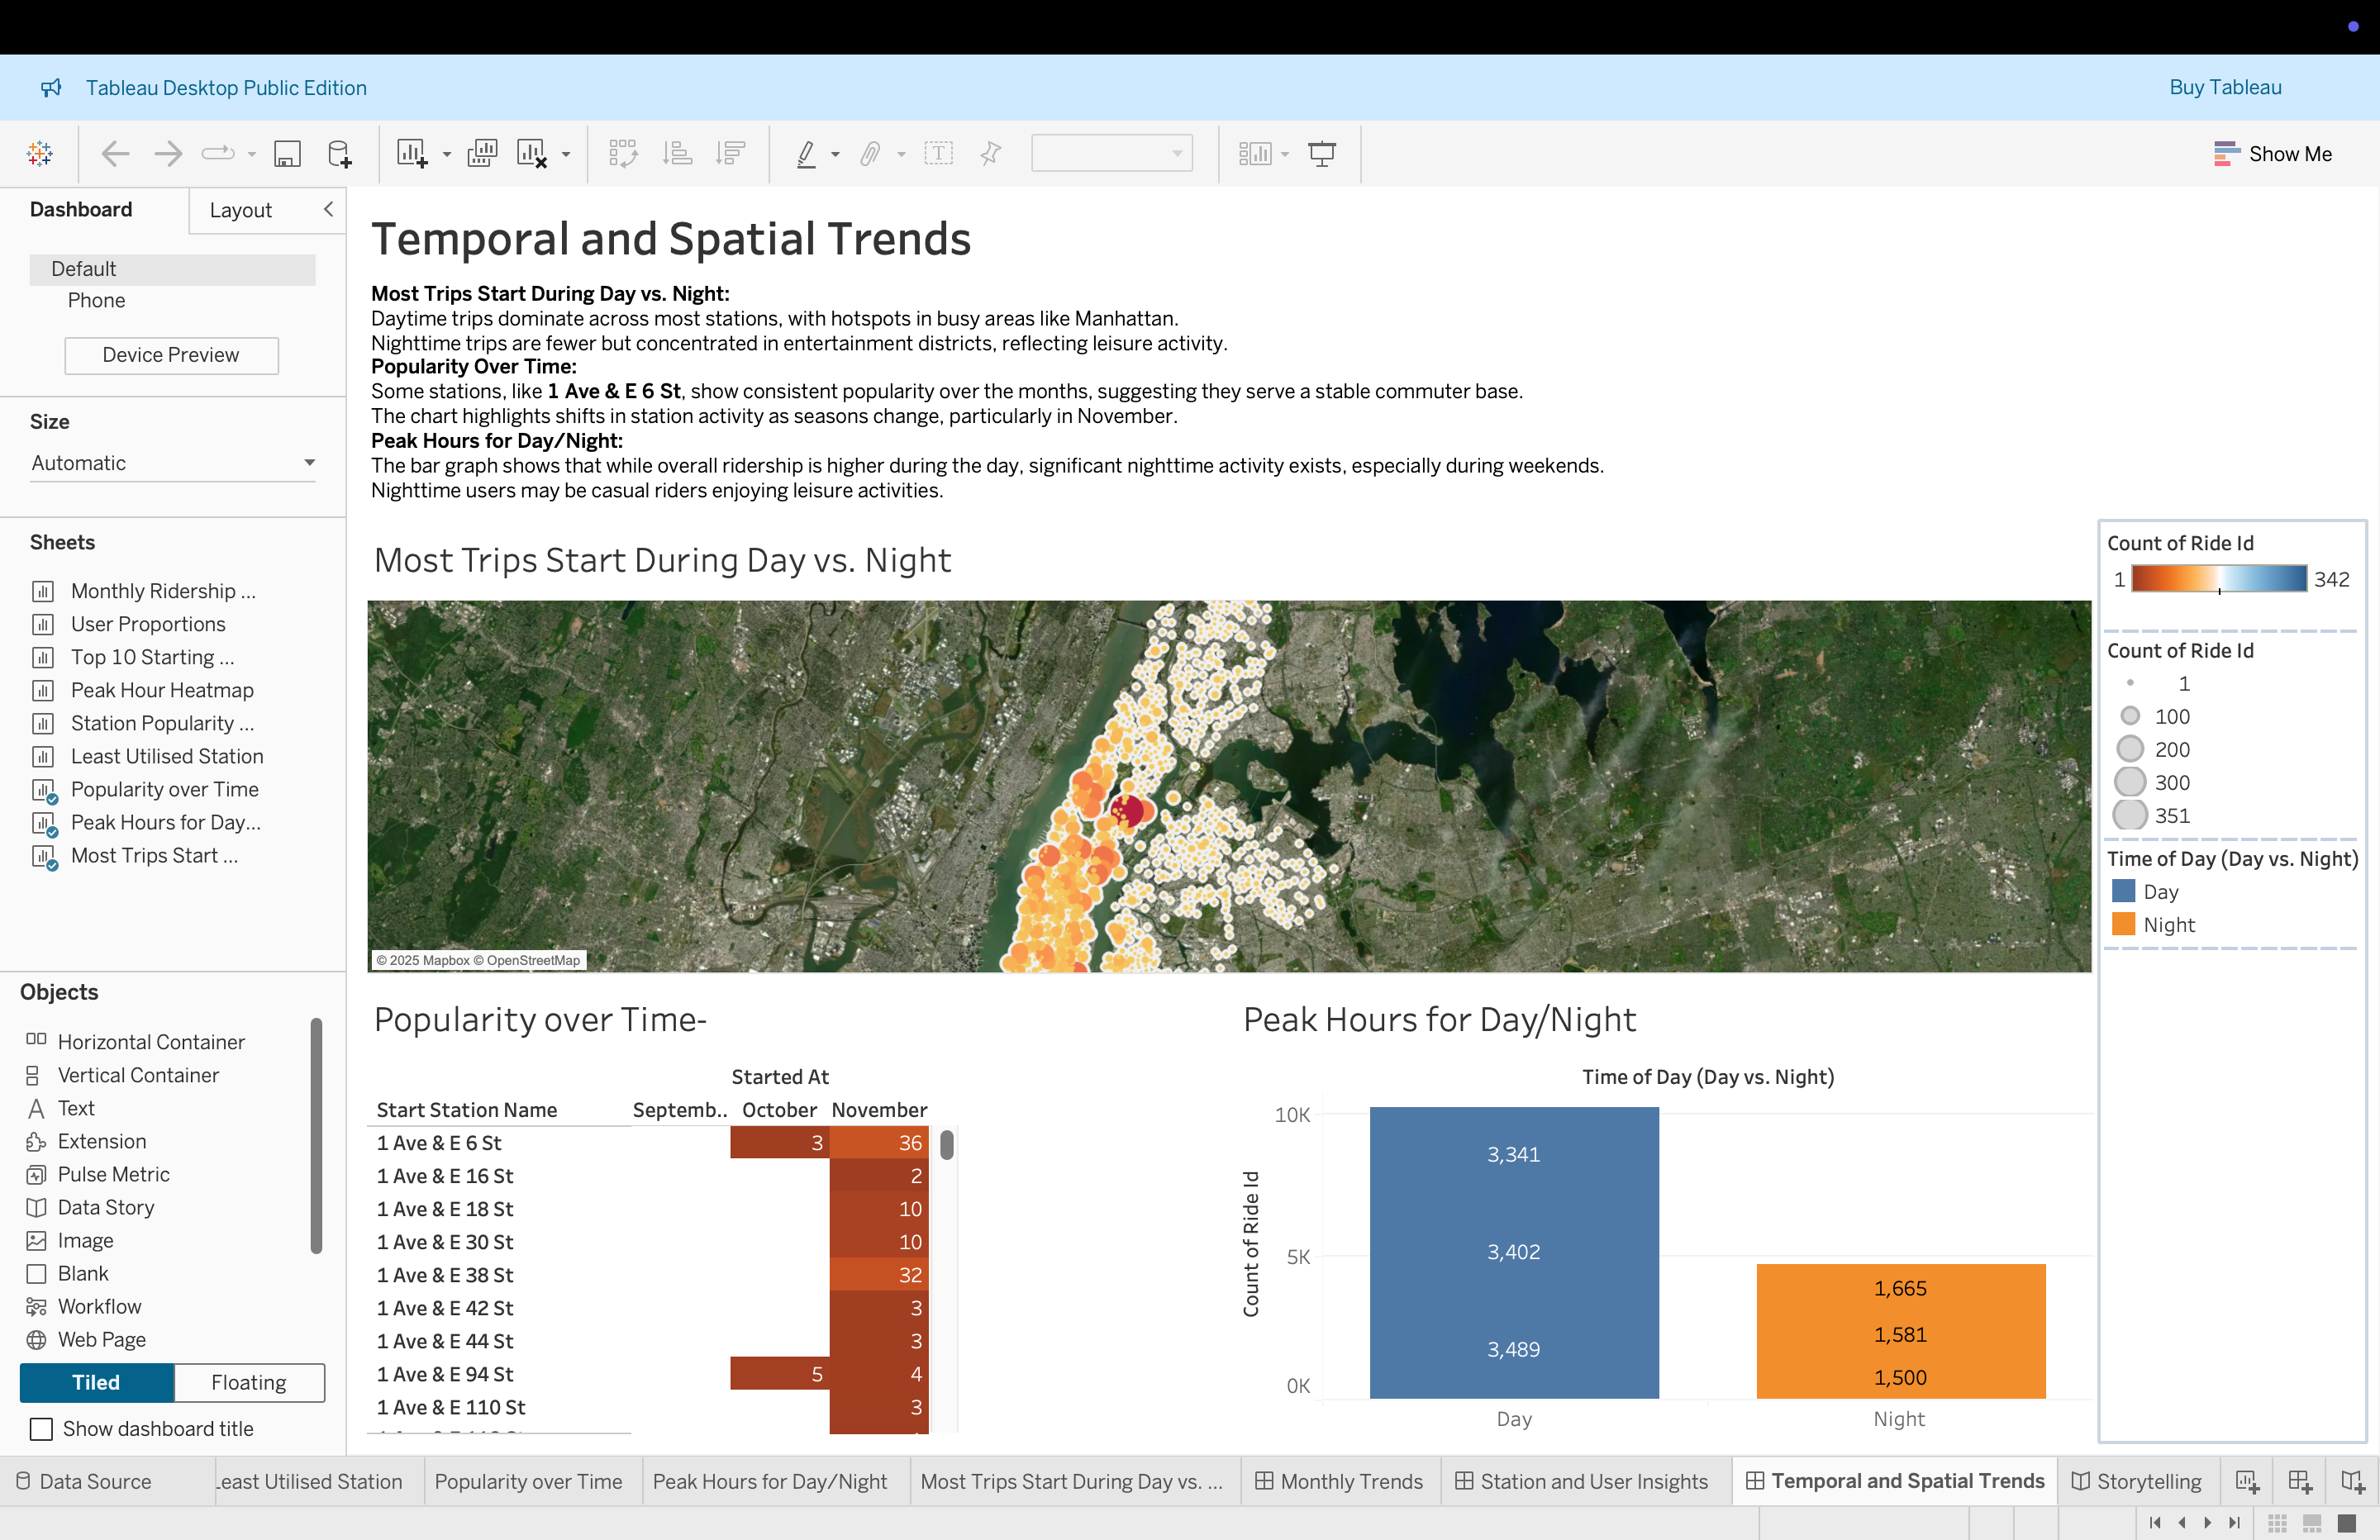 Tableau Desktop Public Edition
Buy Tableau
Show Me
Dashboard
Layout
Default
Phone
Device Preview
Size
Automatic
Sheets
Monthly Ridership ...
User Proportions
Top 10 Starting ...
Peak Hour Heatmap
Station Popularity ...
Least Utilised Station
Popularity over Time
Peak Hours for Day...
Most Trips Start ...
Objects
Horizontal Container
Vertical Container
Text
Extension
Pulse Metric
Data Story
Image
Blank
Workflow
Web Page
Tiled
Floating
Show dashboard title
Temporal and Spatial Trends
Most Trips Start During Day vs. Night:
Daytime trips dominate across most stations, with hotspots in busy areas like Manhattan.
Nighttime trips are fewer but concentrated in entertainment districts, reflecting leisure activity.
Popularity Over Time:
Some stations, like 1 Ave & E 6 St, show consistent popularity over the months, suggesting they serve a stable commuter base.
The chart highlights shifts in station activity as seasons change, particularly in November.
Peak Hours for Day/Night:
The bar graph shows that while overall ridership is higher during the day, significant nighttime activity exists, especially during weekends.
Nighttime users may be casual riders enjoying leisure activities.
Most Trips Start During Day vs. Night
© 2025 Mapbox © OpenStreetMap
Count of Ride Id
1 342
Count of Ride Id
1
100
200
300
351
Time of Day (Day vs. Night)
Day
Night
Popularity over Time-
Started At
Start Station Name Septemb.. October November
1 Ave & E 6 St 3 36
1 Ave & E 16 St 2
1 Ave & E 18 St 10
1 Ave & E 30 St 10
1 Ave & E 38 St 32
1 Ave & E 42 St 3
1 Ave & E 44 St 3
1 Ave & E 94 St 5 4
1 Ave & E 110 St 3
Peak Hours for Day/Night
Time of Day (Day vs. Night)
Count of Ride Id
10K
5K
0K
3,341
3,402
3,489
1,665
1,581
1,500
Day
Night
Data Source
Least Utilised Station
Popularity over Time
Peak Hours for Day/Night
Most Trips Start During Day vs. ...
Monthly Trends
Station and User Insights
Temporal and Spatial Trends
Storytelling